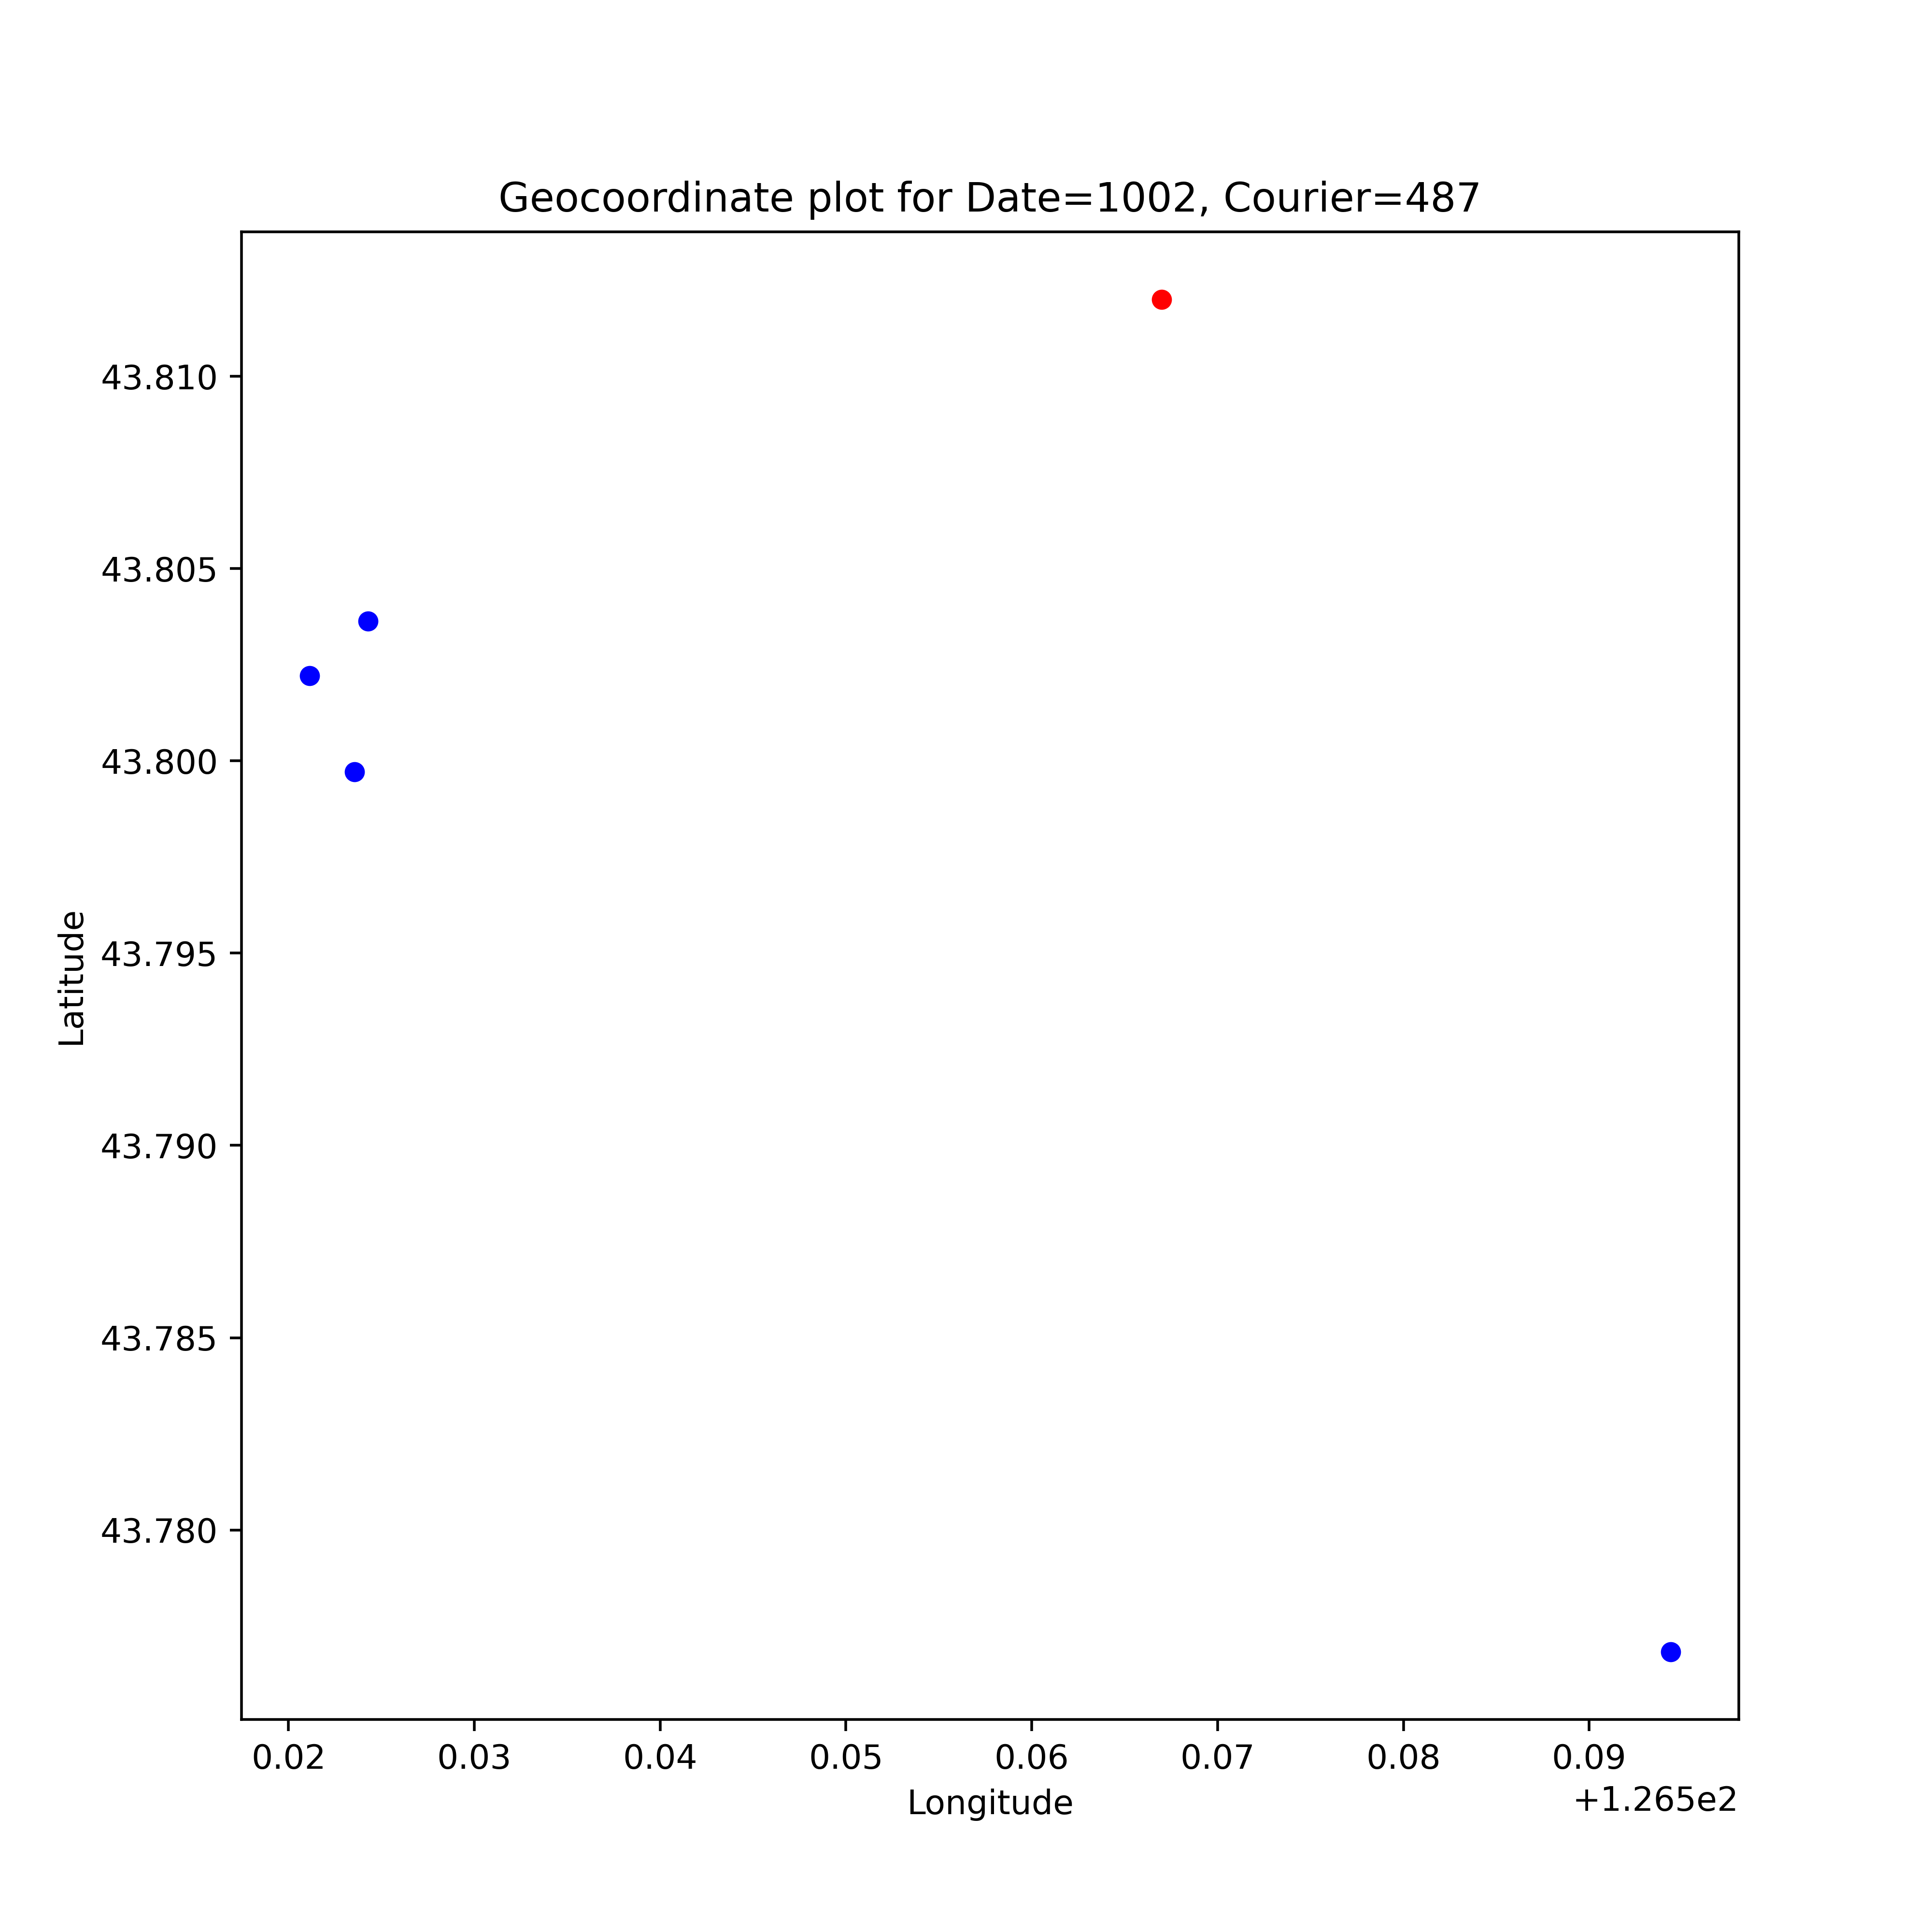 Geocoordinate plot for Date=1002, Courier=487
43.810
43.805
43.800
43.795
43.790
43.785
43.780
Latitude
0.02 0.03 0.04 0.05 0.06 0.07 0.08 0.09
Longitude
+1.265e2